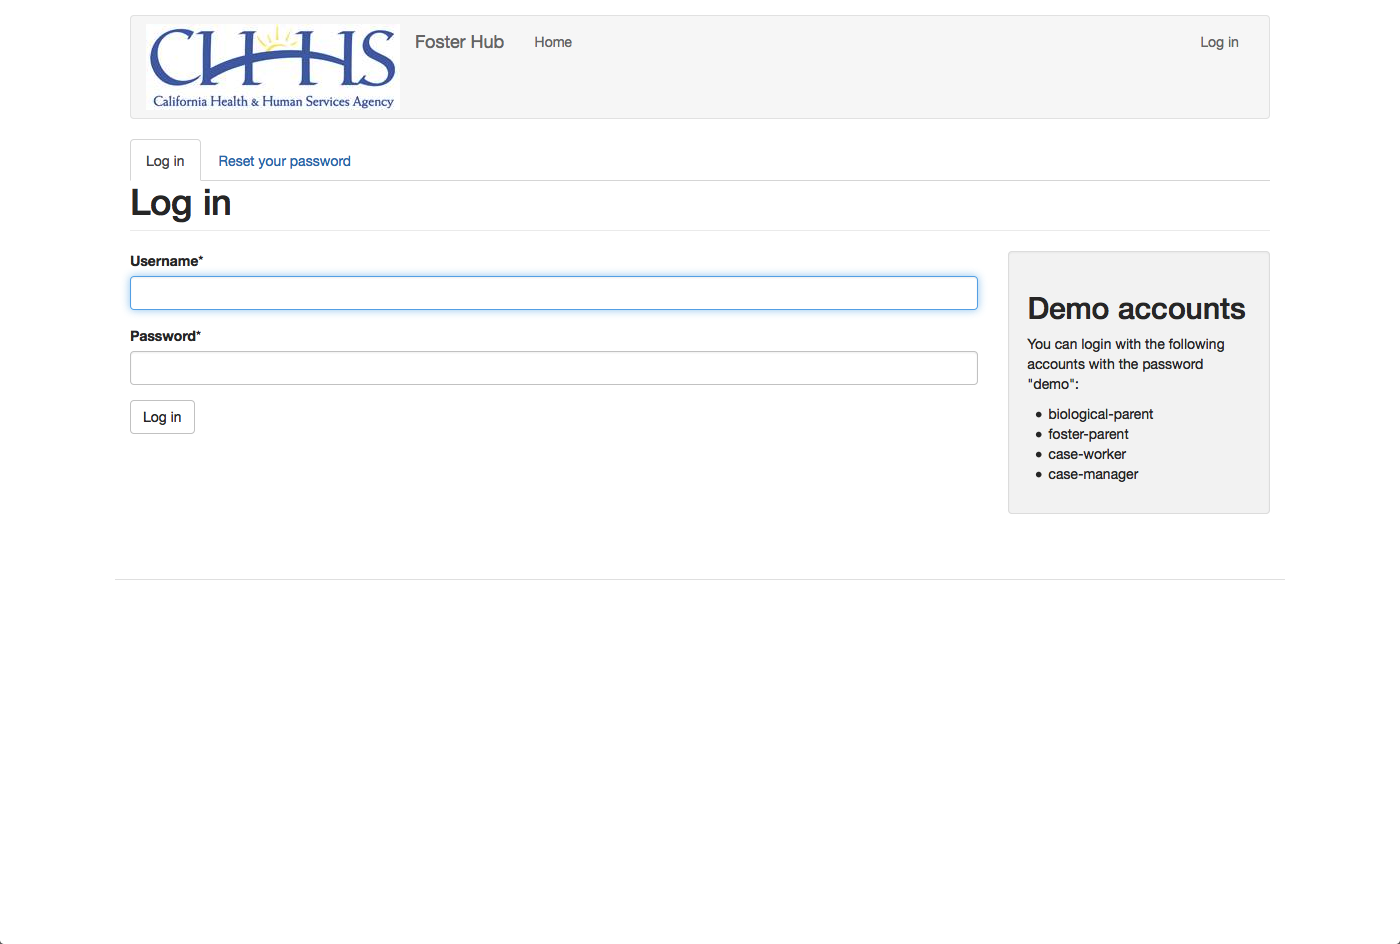 CHHS
California Health & Human Services Agency
Foster Hub
Home
Log in
Log in
Reset your password
Log in
Username*
Password*
Log in
Demo accounts
You can login with the following
accounts with the password
"demo":
biological-parent
foster-parent
case-worker
case-manager